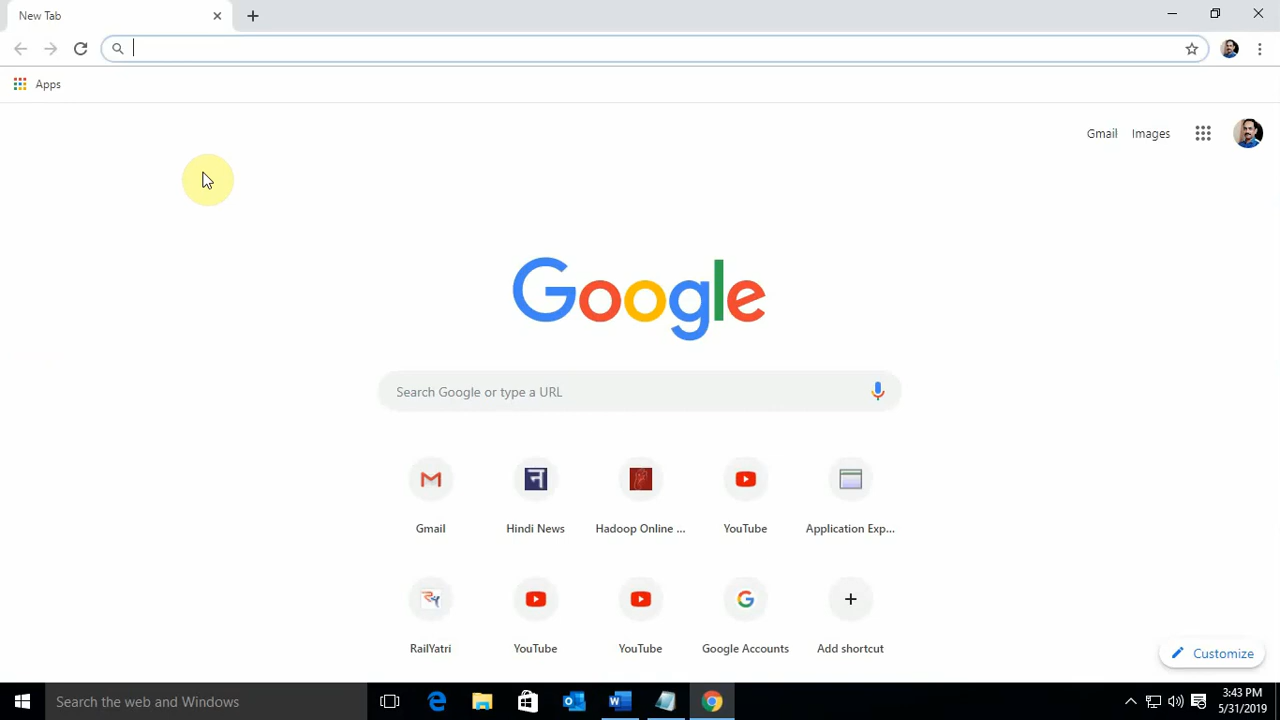 New Tab
Apps
Gmail Images
Google
Search Google or type a URL
Gmail Hindi News Hadoop Online ... YouTube Application Exp...
RailYatri YouTube YouTube Google Accounts Add shortcut
Customize
Search the web and Windows
3:43 PM
5/31/2019